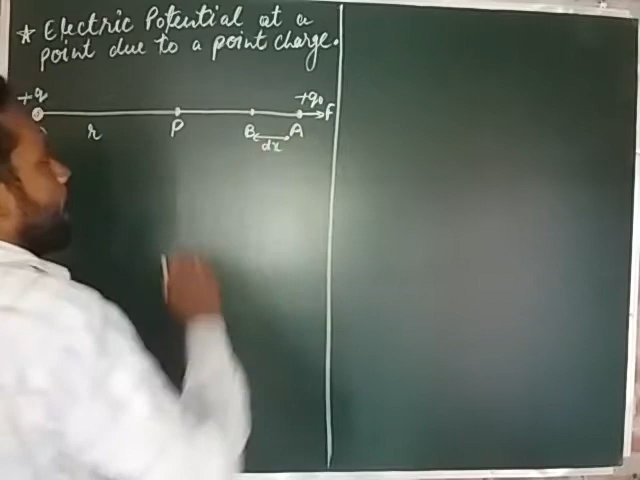 * Electric Potential at a
point due to a point charge.
+q
+q₀
F
r
P
B
A
dx